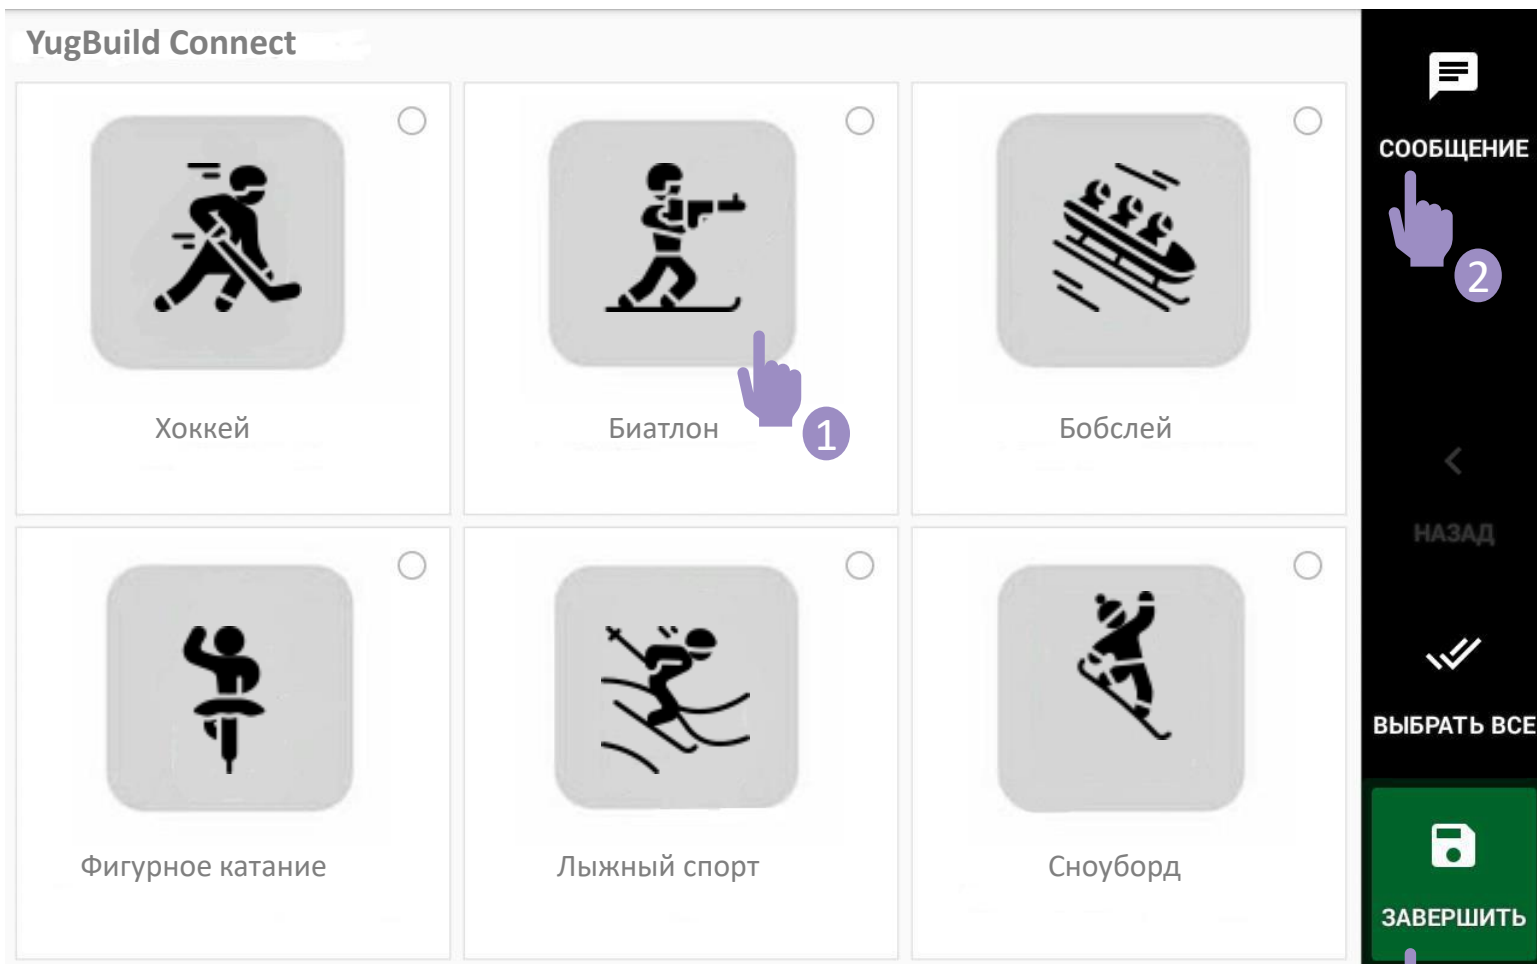 YugBuild Connect
СООБЩЕНИЕ
2
Хоккей
Биатлон
1
Бобслей
НАЗАД
ВЫБРАТЬ ВСЕ
Фигурное катание
Лыжный спорт
Сноуборд
ЗАВЕРШИТЬ